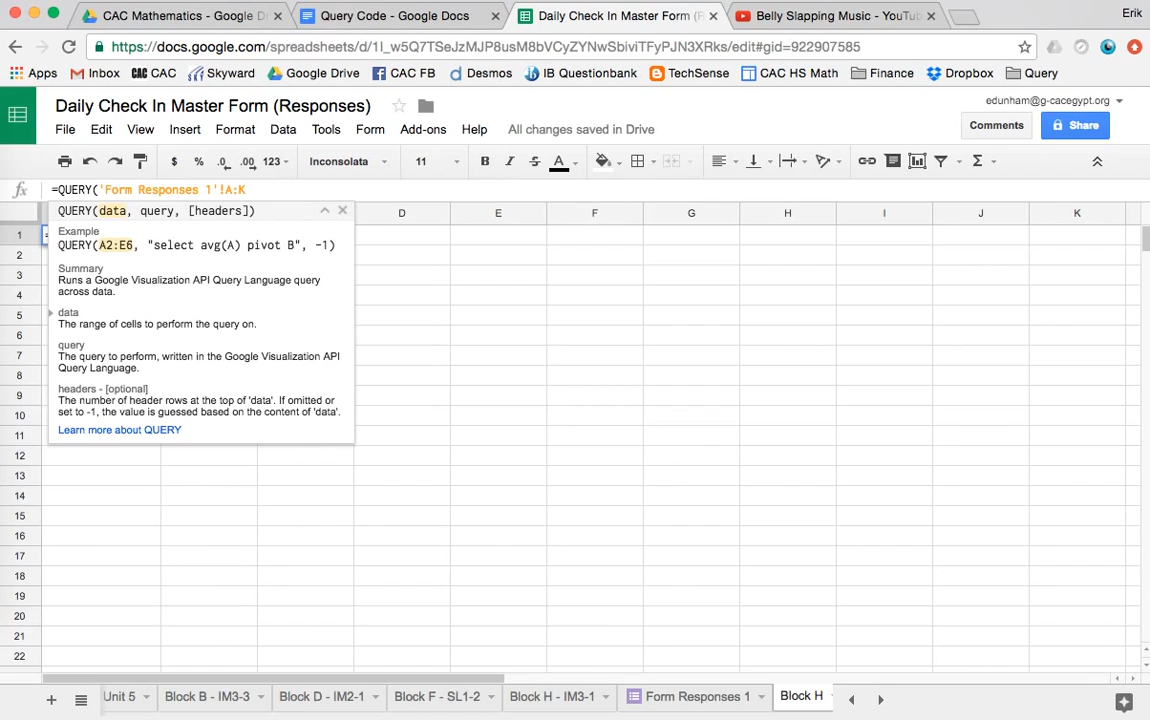 CAC Mathematics - Google D
Query Code - Google Docs
Daily Check In Master Form (R
Belly Slapping Music - YouTu
Erik
https://docs.google.com/spreadsheets/d/1I_w5Q7TSeJzMJP8usM8bVCyZYNwSbiviTFyPJN3XRks/edit#gid=922907585
Apps
Inbox
CAC CAC
Skyward
Google Drive
CAC FB
Desmos
IB Questionbank
TechSense
CAC HS Math
Finance
Dropbox
Query
Daily Check In Master Form (Responses)
edunham@g-cacegypt.org
File Edit View Insert Format Data Tools Form Add-ons Help All changes saved in Drive
Comments
Share
$ % .0 .00 123 Inconsolata 11 B I S A
fx =QUERY('Form Responses 1'!A:K
QUERY(data, query, [headers])
D E F G H I J K
Example
QUERY(A2:E6, "select avg(A) pivot B", -1)
Summary
Runs a Google Visualization API Query Language query
across data.
data
The range of cells to perform the query on.
query
The query to perform, written in the Google Visualization API
Query Language.
headers - [optional]
The number of header rows at the top of 'data'. If omitted or
set to -1, the value is guessed based on the content of 'data'.
Learn more about QUERY
1
2
3
4
5
6
7
8
9
10
11
12
13
14
15
16
17
18
19
20
21
22
Unit 5
Block B - IM3-3
Block D - IM2-1
Block F - SL1-2
Block H - IM3-1
Form Responses 1
Block H